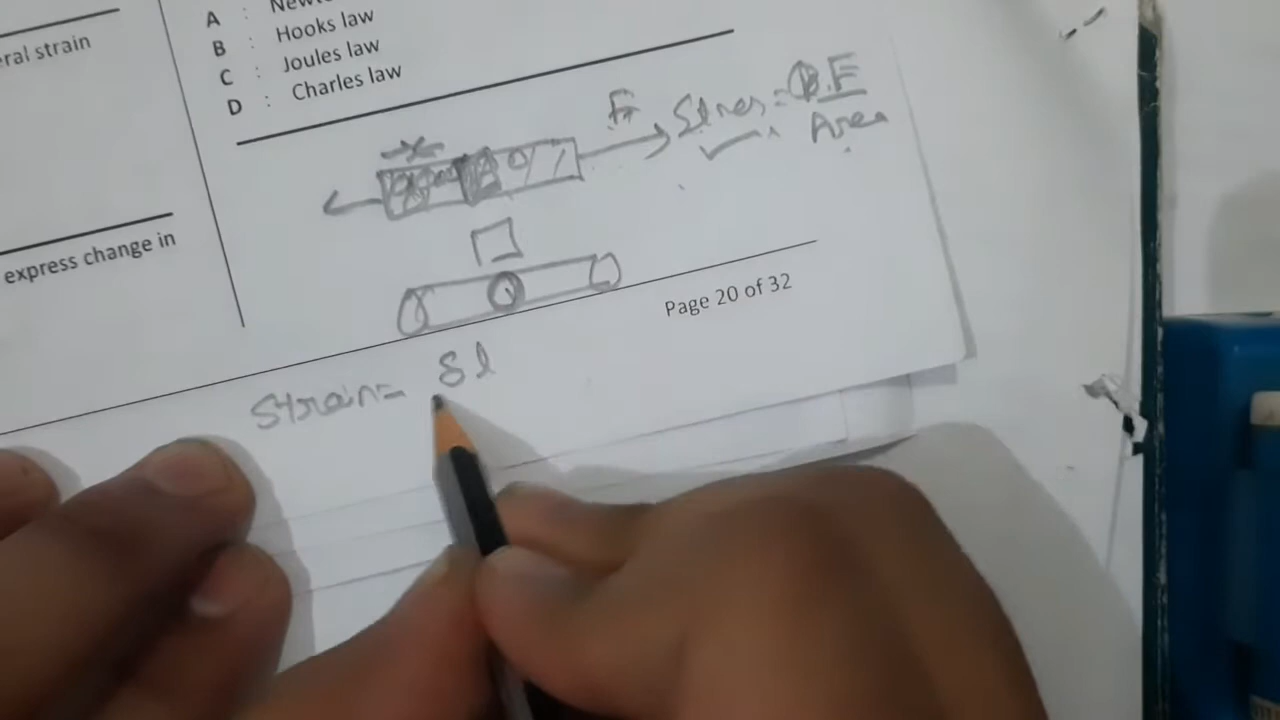 eral strain
A :
B : Hooks law
C : Joules law
D : Charles law
F
Stress = B.F
Area
express change in
Page 20 of 32
Strain = δl